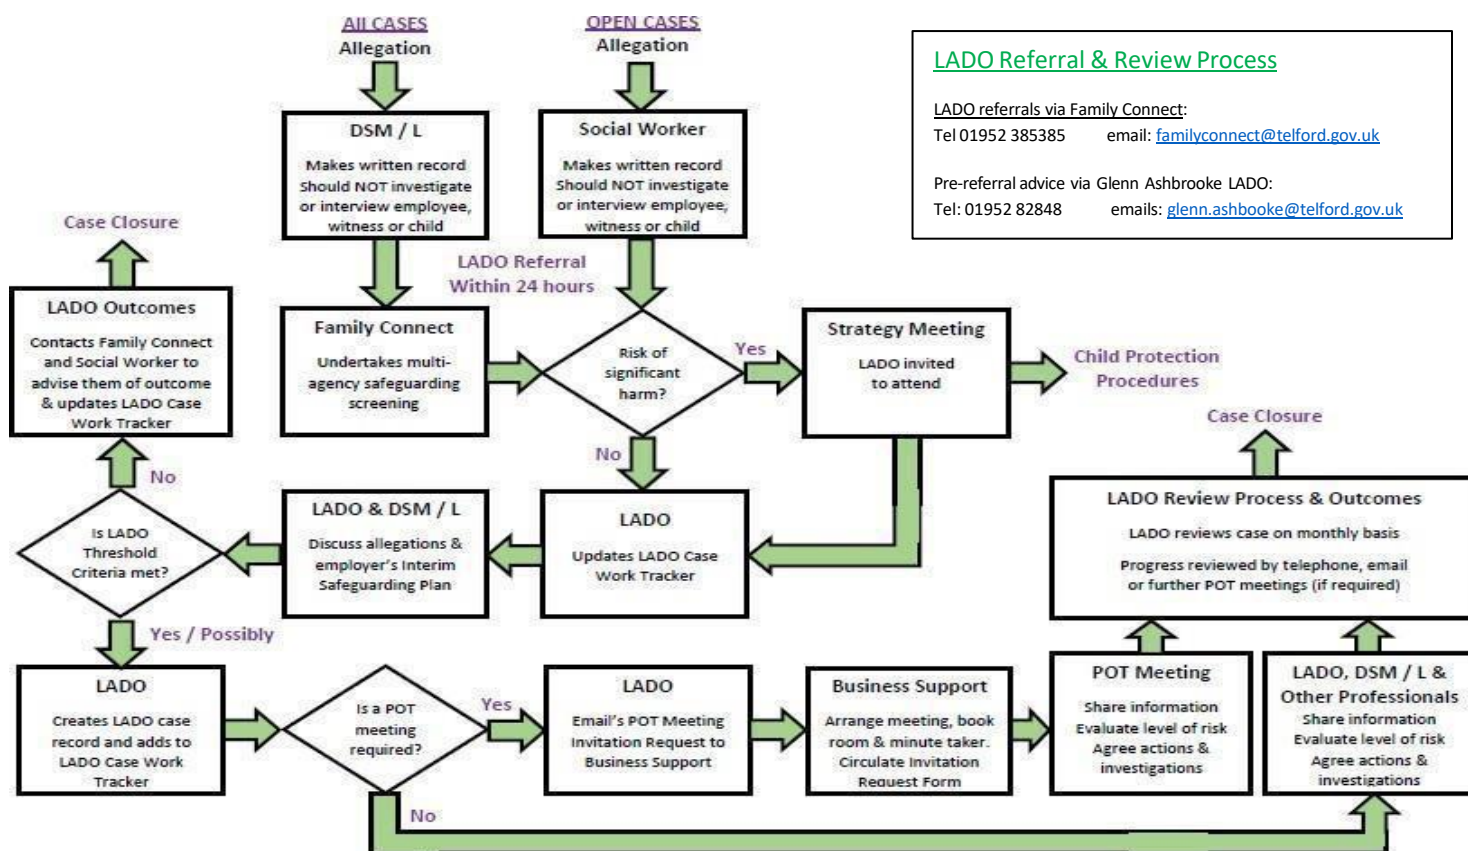 All CASES
Allegation
OPEN CASES
Allegation
LADO Referral & Review Process
LADO referrals via Family Connect:
Tel 01952 385385 email: familyconnect@telford.gov.uk
Pre-referral advice via Glenn Ashbrooke LADO:
Tel: 01952 82848 emails: glenn.ashbooke@telford.gov.uk
DSM / L
Makes written record
Should NOT investigate
or interview employee,
witness or child
Social Worker
Makes written record
Should NOT investigate
or interview employee,
witness or child
LADO Referral
Within 24 hours
Case Closure
LADO Outcomes
Contacts Family Connect
and Social Worker to
advise them of outcome
& updates LADO Case
Work Tracker
Family Connect
Undertakes multi-
agency safeguarding
screening
Risk of
significant
harm?
Yes
Strategy Meeting
LADO invited
to attend
Child Protection
Procedures
No
Case Closure
No
Is LADO
Threshold
Criteria met?
LADO & DSM / L
Discuss allegations &
employer's Interim
Safeguarding Plan
LADO
Updates LADO Case
Work Tracker
LADO Review Process & Outcomes
LADO reviews case on monthly basis
Progress reviewed by telephone, email
or further POT meetings (if required)
Yes / Possibly
LADO
Creates LADO case
record and adds to
LADO Case Work
Tracker
Is a POT
meeting
required?
Yes
LADO
Email's POT Meeting
Invitation Request to
Business Support
Business Support
Arrange meeting, book
room & minute taker.
Circulate Invitation
Request Form
POT Meeting
Share information
Evaluate level of risk
Agree actions &
investigations
LADO, DSM / L &
Other Professionals
Share information
Evaluate level of risk
Agree actions &
investigations
No